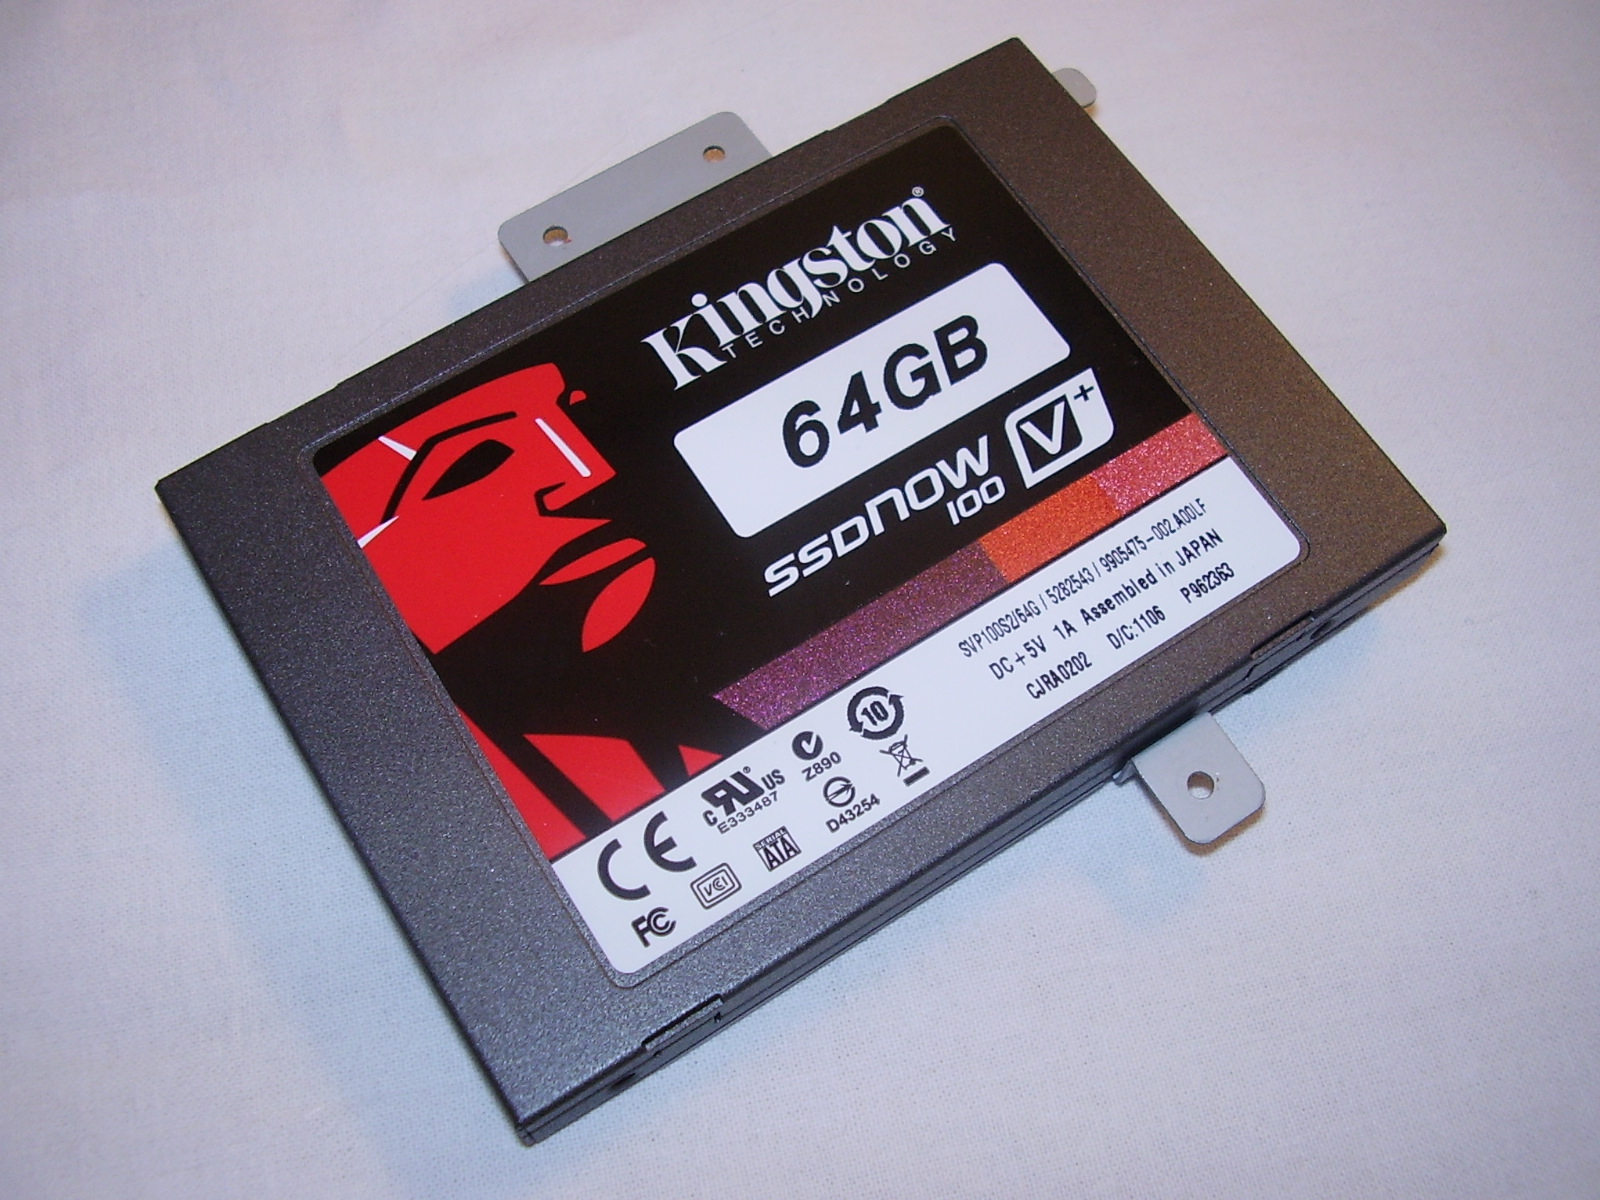 Kingston®
TECHNOLOGY
64GB
SSDNOW V+
100
SVP100S2/64G / 5282543 / 9905475-002.A00LF
DC +5V 1A Assembled in JAPAN
CJRA0202 D/C:1106 P962363
CE
c RU® US
E333487
Z890
10
FC
VCI
SERIAL
ATA
D43254